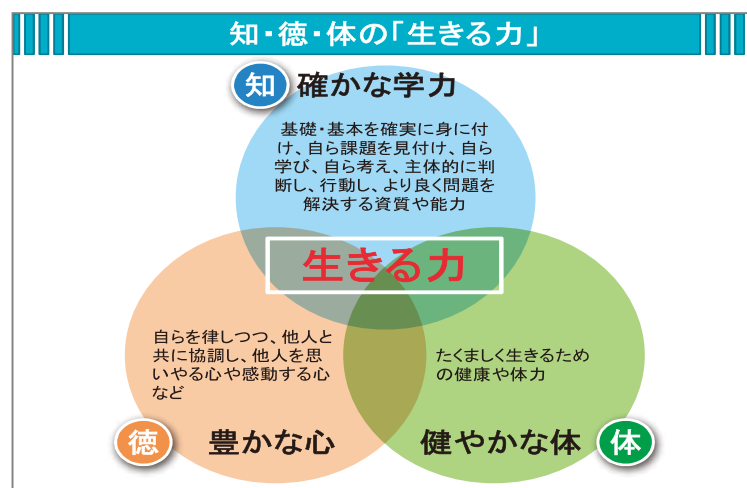 知・徳・体の「生きる力」
知 確かな学力
基礎・基本を確実に身に付
け、自ら課題を見付け、自ら
学び、自ら考え、主体的に判
断し、行動し、より良く問題を
解決する資質や能力
生きる力
自らを律しつつ、他人と
共に協調し、他人を思
いやる心や感動する心
など
たくましく生きるため
の健康や体力
徳 豊かな心
健やかな体 体